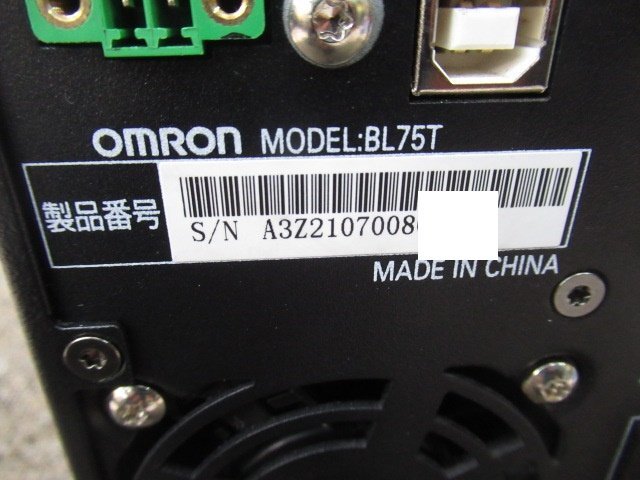 OMRON MODEL:BL75T
製品番号
S/N A3Z2107008
MADE IN CHINA